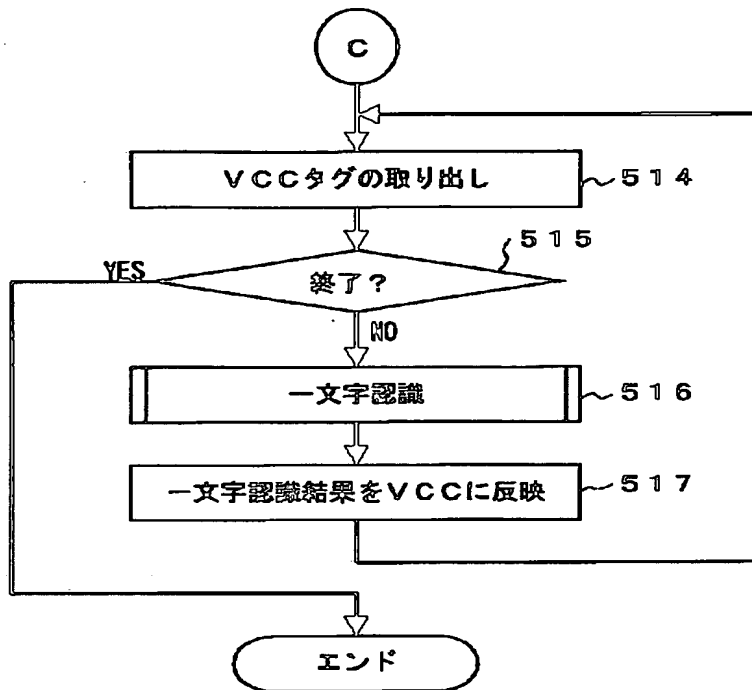 C
VCCタグの取り出し
514
515
YES
終了?
NO
一文字認識
516
一文字認識結果をVCCに反映
517
エンド